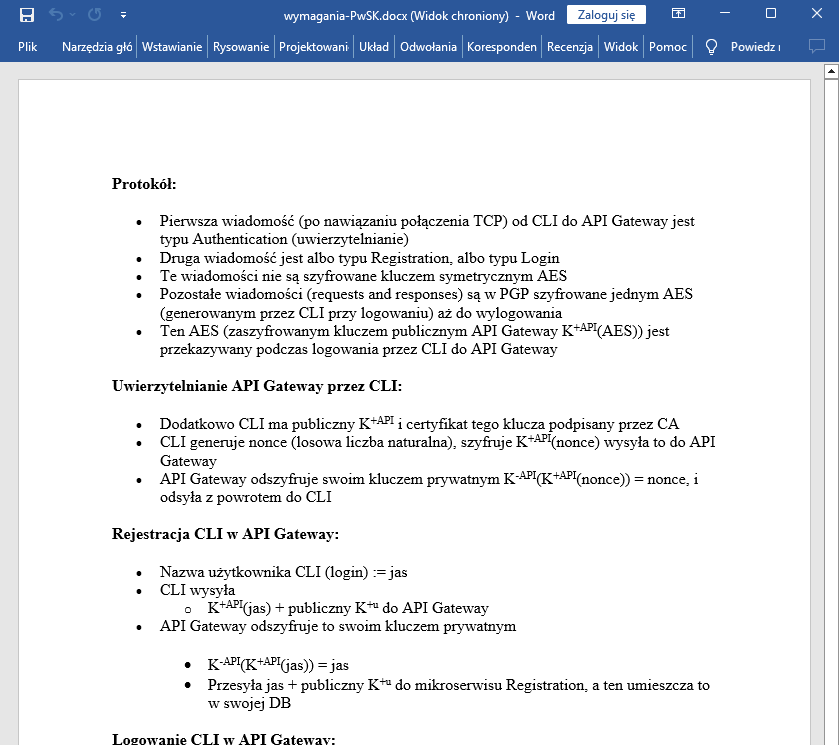 wymagania-PwSK.docx (Widok chroniony) - Word Zaloguj się
Plik Narzędzia głó Wstawianie Rysowanie Projektowani Układ Odwołania Koresponden Recenzja Widok Pomoc Powiedz
Protokół:
• Pierwsza wiadomość (po nawiązaniu połączenia TCP) od CLI do API Gateway jest
typu Authentication (uwierzytelnianie)
• Druga wiadomość jest albo typu Registration, albo typu Login
• Te wiadomości nie są szyfrowane kluczem symetrycznym AES
• Pozostałe wiadomości (requests and responses) są w PGP szyfrowane jednym AES
(generowanym przez CLI przy logowaniu) aż do wylogowania
• Ten AES (zaszyfrowanym kluczem publicznym API Gateway K⁺ᴬᴾᴵ(AES)) jest
przekazywany podczas logowania przez CLI do API Gateway
Uwierzytelnianie API Gateway przez CLI:
• Dodatkowo CLI ma publiczny K⁺ᴬᴾᴵ i certyfikat tego klucza podpisany przez CA
• CLI generuje nonce (losowa liczba naturalna), szyfruje K⁺ᴬᴾᴵ(nonce) wysyła to do API
Gateway
• API Gateway odszyfruje swoim kluczem prywatnym K⁻ᴬᴾᴵ(K⁺ᴬᴾᴵ(nonce)) = nonce, i
odsyła z powrotem do CLI
Rejestracja CLI w API Gateway:
• Nazwa użytkownika CLI (login) := jas
• CLI wysyła
o K⁺ᴬᴾᴵ(jas) + publiczny K⁺ᵘ do API Gateway
• API Gateway odszyfruje to swoim kluczem prywatnym
• K⁻ᴬᴾᴵ(K⁺ᴬᴾᴵ(jas)) = jas
• Przesyła jas + publiczny K⁺ᵘ do mikroserwisu Registration, a ten umieszcza to
w swojej DB
Logowanie CLI w API Gateway: